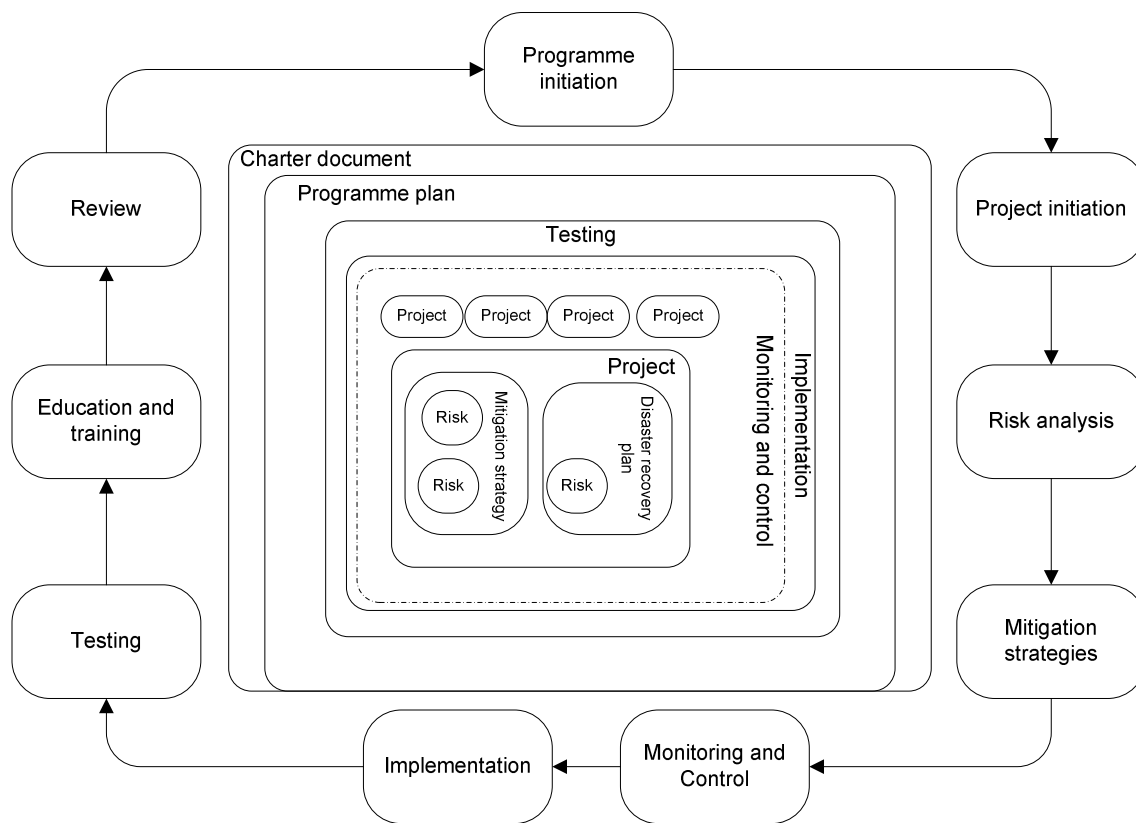 Programme
initiation
Charter document
Programme plan
Review
Project initiation
Testing
Project
Project
Project
Project
Implementation
Monitoring and control
Project
Mitigation strategy
Risk
Risk
Disaster recovery
plan
Risk
Education and
training
Risk analysis
Testing
Mitigation
strategies
Implementation
Monitoring and
Control